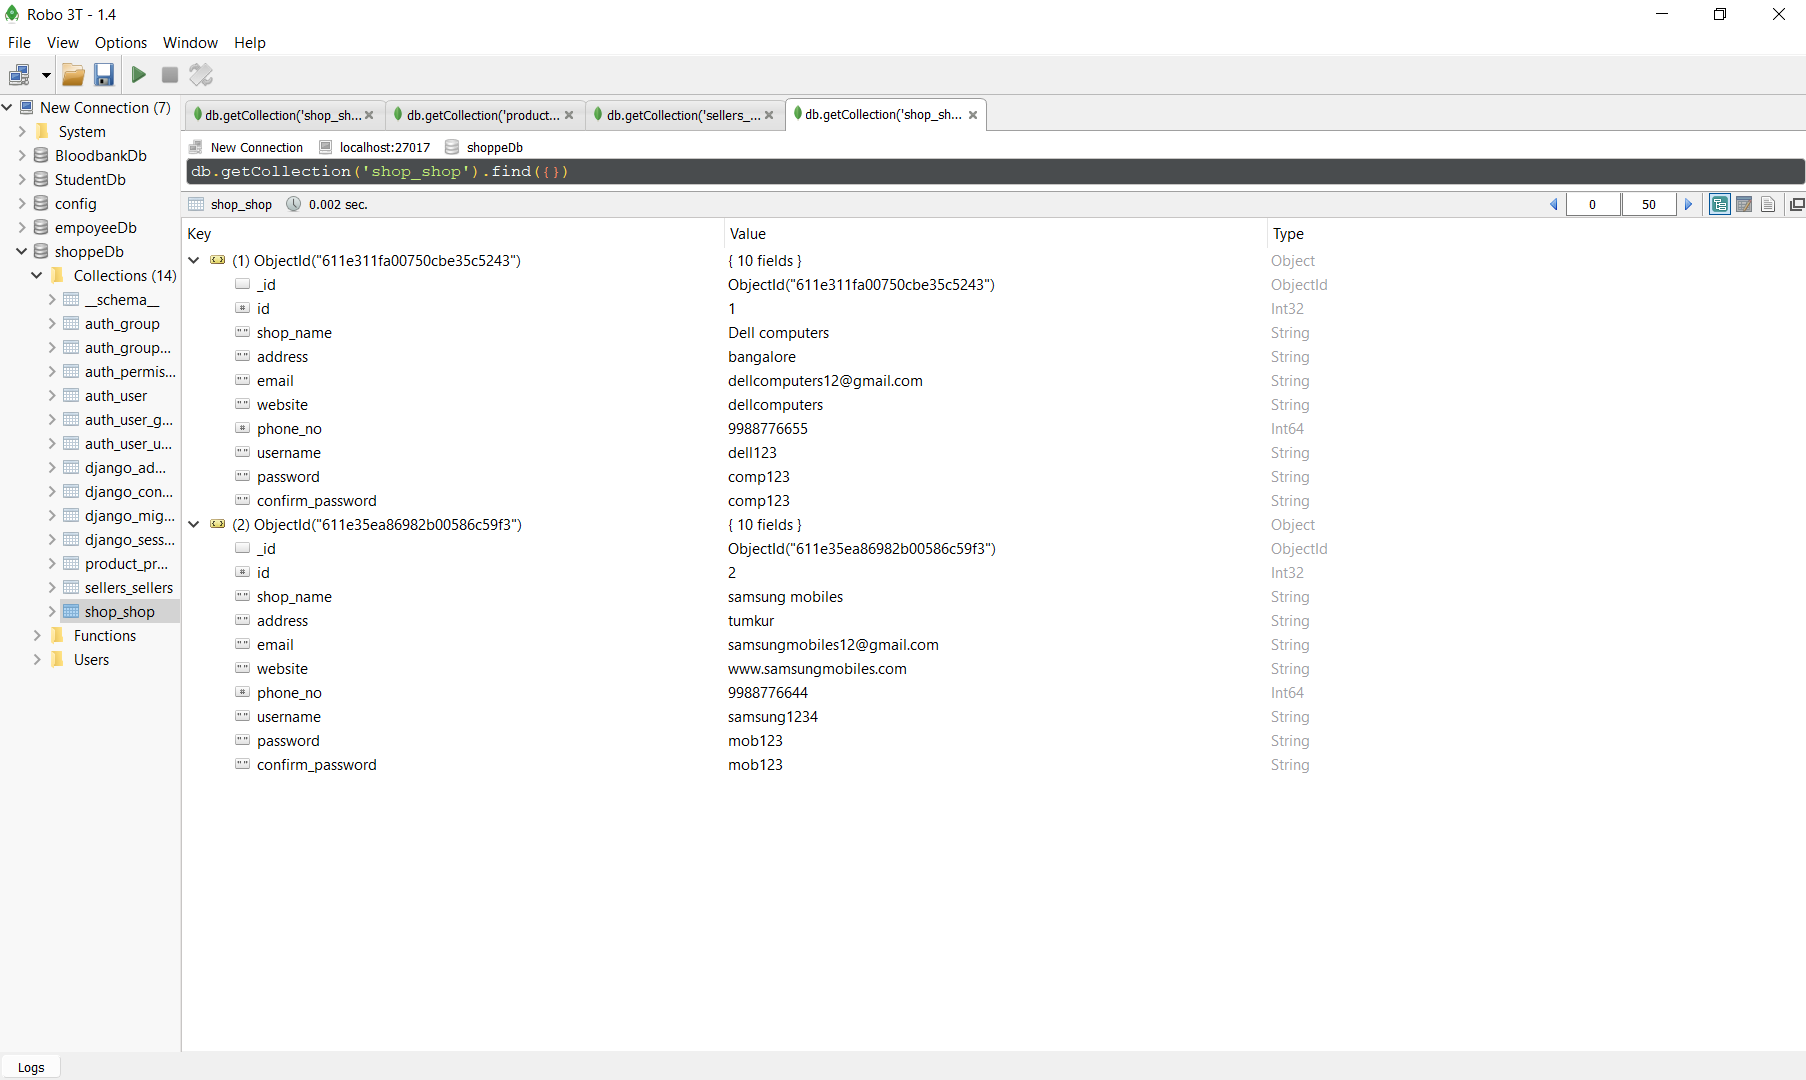 Robo 3T - 1.4
File View Options Window Help
New Connection (7)
System
BloodbankDb
StudentDb
config
empoyeeDb
shoppeDb
Collections (14)
__schema__
auth_group
auth_group...
auth_permis...
auth_user
auth_user_g...
auth_user_u...
django_ad...
django_con...
django_mig...
django_sess...
product_pr...
sellers_sellers
shop_shop
Functions
Users
db.getCollection('shop_sh... db.getCollection('product... db.getCollection('sellers_... db.getCollection('shop_sh...
New Connection localhost:27017 shoppeDb
db.getCollection('shop_shop').find({})
shop_shop 0.002 sec. 0 50
Key Value Type
(1) ObjectId("611e311fa00750cbe35c5243") { 10 fields } Object
_id ObjectId("611e311fa00750cbe35c5243") ObjectId
id 1 Int32
shop_name Dell computers String
address bangalore String
email dellcomputers12@gmail.com String
website dellcomputers String
phone_no 9988776655 Int64
username dell123 String
password comp123 String
confirm_password comp123 String
(2) ObjectId("611e35ea86982b00586c59f3") { 10 fields } Object
_id ObjectId("611e35ea86982b00586c59f3") ObjectId
id 2 Int32
shop_name samsung mobiles String
address tumkur String
email samsungmobiles12@gmail.com String
website www.samsungmobiles.com String
phone_no 9988776644 Int64
username samsung1234 String
password mob123 String
confirm_password mob123 String
Logs